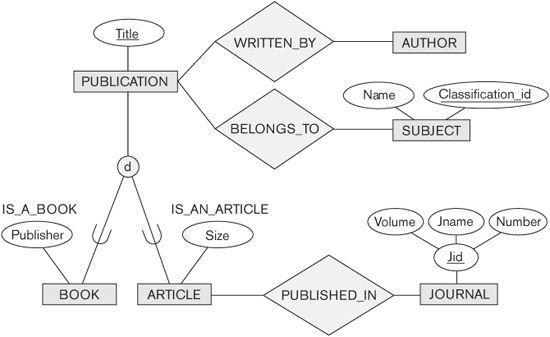 Title
WRITTEN_BY
AUTHOR
PUBLICATION
Name
Classification_id
BELONGS_TO
SUBJECT
d
IS_A_BOOK
IS_AN_ARTICLE
Publisher
Size
Volume
Jname
Number
Jid
BOOK
ARTICLE
PUBLISHED_IN
JOURNAL